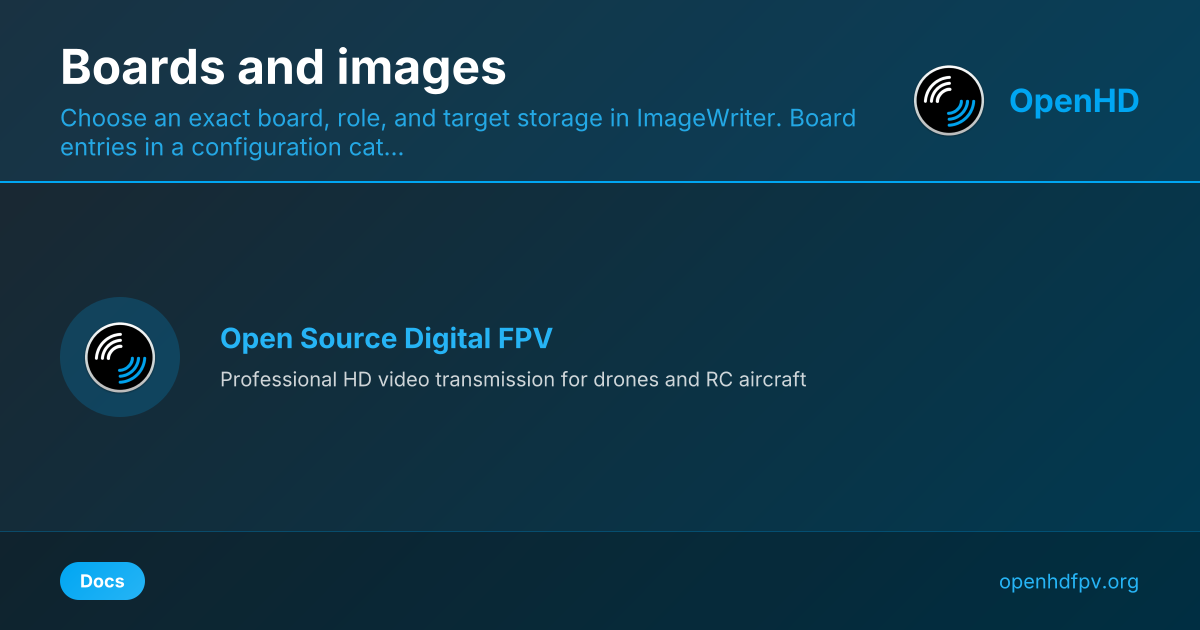 Boards and images
Choose an exact board, role, and target storage in ImageWriter. Board
entries in a configuration cat...
OpenHD
Open Source Digital FPV
Professional HD video transmission for drones and RC aircraft
Docs
openhdfpv.org